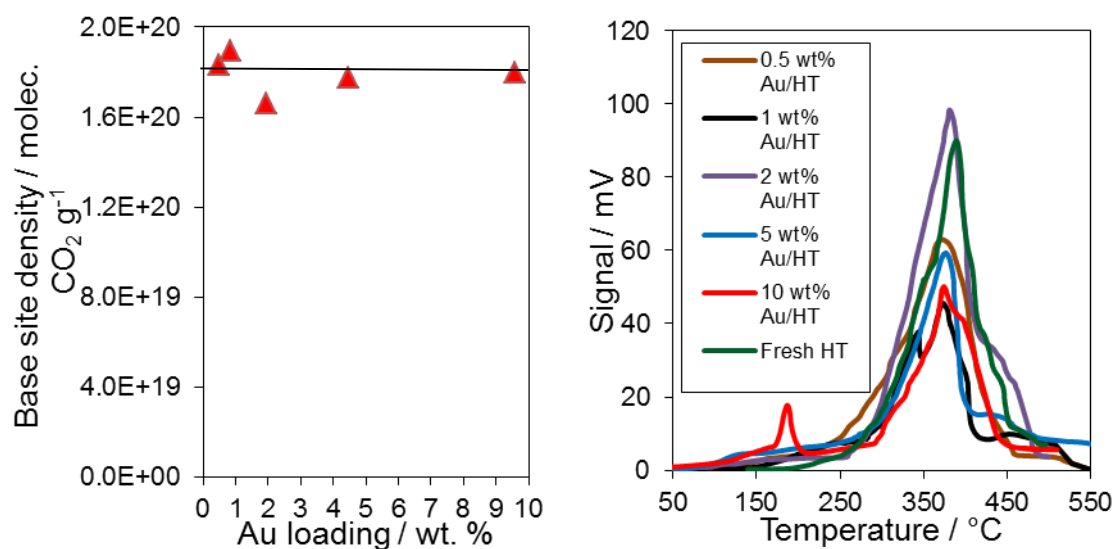 Base site density / molec.
CO₂ g⁻¹
2.0E+20
1.6E+20
1.2E+20
8.0E+19
4.0E+19
0.0E+00
0 1 2 3 4 5 6 7 8 9 10
Au loading / wt. %
Signal / mV
120
100
80
60
40
20
0
0.5 wt%
Au/HT
1 wt%
Au/HT
2 wt%
Au/HT
5 wt%
Au/HT
10 wt%
Au/HT
Fresh HT
50 150 250 350 450 550
Temperature / °C